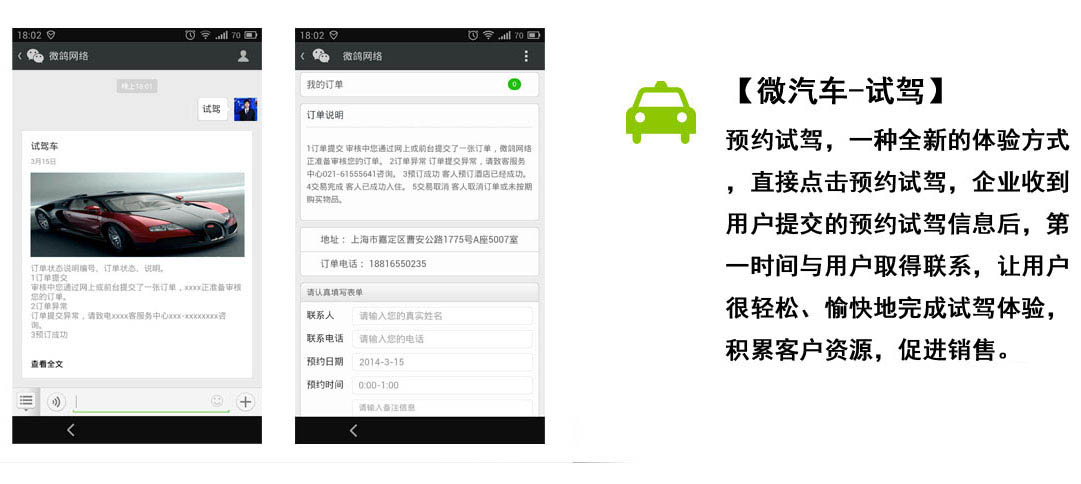 18:02
70
微鸽网络
晚上18:01
试驾
试驾车
3月15日
订单状态说明编号、订单状态、说明。
1订单提交
审核中您通过网上或前台提交了一张订单，xxxx正准备审核
您的订单。
2订单异常
订单提交异常，请致电xxxx客服务中心xxx-xxxxxxxx咨
询。
3预订成功
查看全文
18:02
70
微鸽网络
我的订单
0
订单说明
1订单提交 审核中您通过网上或前台提交了一张订单，微鸽网络
正准备审核您的订单。 2订单异常 订单提交异常，请致客服务
中心021-61555641咨询。 3预订成功 客人预订酒店已经成功。
4交易完成 客人已成功入住。 5交易取消 客人取消订单或未按期
购买物品。
地址： 上海市嘉定区曹安公路1775号A座5007室
订单电话： 18816550235
请认真填写表单
联系人 请输入您的真实姓名
联系电话 请输入您的电话
预约日期 2014-3-15
预约时间 0:00-1:00
请输入备注信息
【微汽车-试驾】
预约试驾，一种全新的体验方式
，直接点击预约试驾，企业收到
用户提交的预约试驾信息后，第
一时间与用户取得联系，让用户
很轻松、愉快地完成试驾体验，
积累客户资源，促进销售。